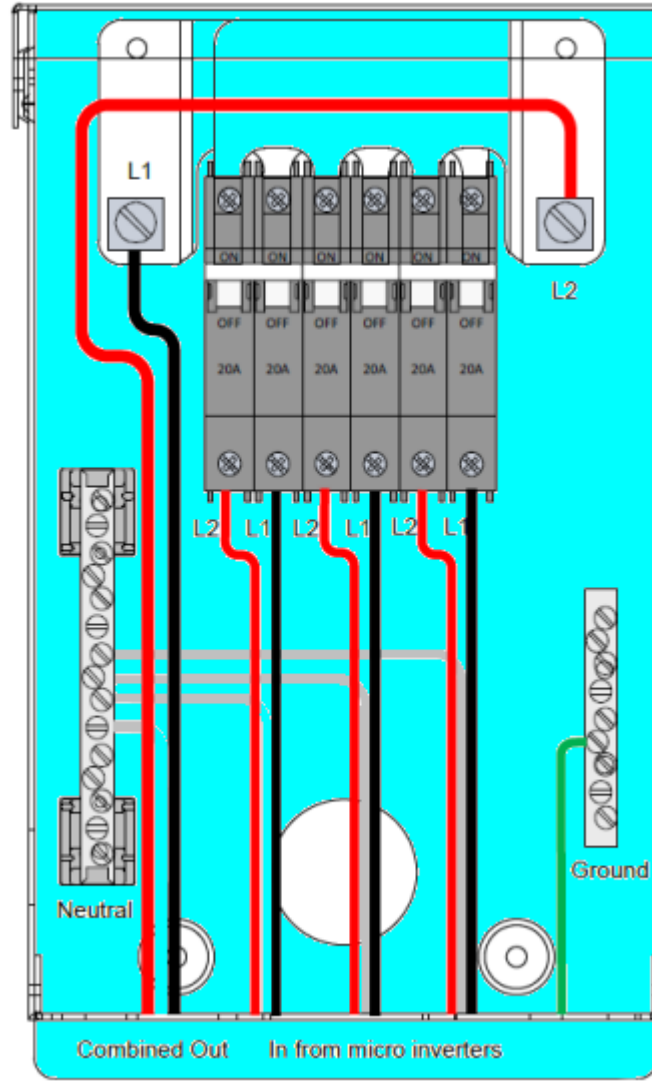 L1
L2
ON ON ON ON ON ON
OFF OFF OFF OFF OFF OFF
20A 20A 20A 20A 20A 20A
L2 L1 L2 L1 L2 L1
Ground
Neutral
Combined Out In from micro inverters